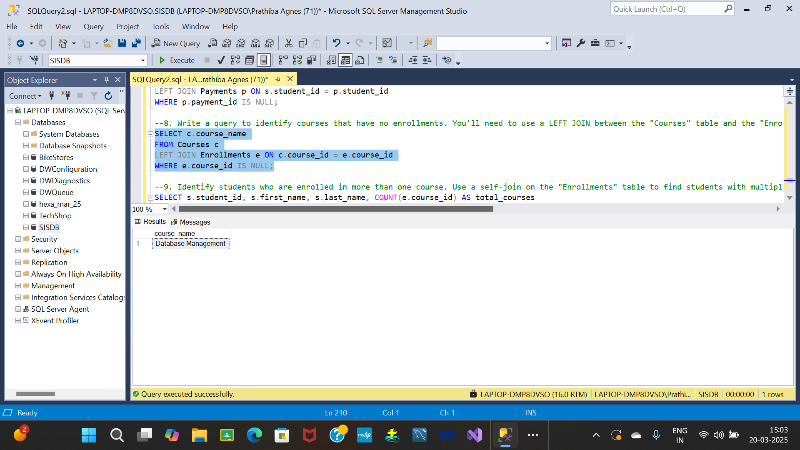 SQLQuery2.sql - LAPTOP-DMP8DVSO.SISDB (LAPTOP-DMP8DVSO\Prathiba Agnes (71))* - Microsoft SQL Server Management Studio
Quick Launch (Ctrl+Q)
File Edit View Query Project Tools Window Help
New Query
SISDB
Execute
Object Explorer
Connect
LAPTOP-DMP8DVSO (SQL Serv
Databases
System Databases
Database Snapshots
BikeStores
DWConfiguration
DWDiagnostics
DWQueue
hexa_mar_25
TechShop
SISDB
Security
Server Objects
Replication
Always On High Availability
Management
Integration Services Catalogs
SQL Server Agent
XEvent Profiler
SQLQuery2.sql - LA...rathiba Agnes (71))*
LEFT JOIN Payments p ON s.student_id = p.student_id
WHERE p.payment_id IS NULL;
--8. Write a query to identify courses that have no enrollments. You'll need to use a LEFT JOIN between the "Courses" table and the "Enro
SELECT c.course_name
FROM Courses c
LEFT JOIN Enrollments e ON c.course_id = e.course_id
WHERE e.course_id IS NULL;
--9. Identify students who are enrolled in more than one course. Use a self-join on the "Enrollments" table to find students with multipl
SELECT s.student_id, s.first_name, s.last_name, COUNT(e.course_id) AS total_courses
100 %
Results Messages
course_name
1 Database Management
Query executed successfully.
LAPTOP-DMP8DVSO (16.0 RTM) LAPTOP-DMP8DVSO\Prathi... SISDB 00:00:00 1 rows
Ready Ln 210 Col 1 Ch 1 INS
2
ENG
IN
15:03
20-03-2025